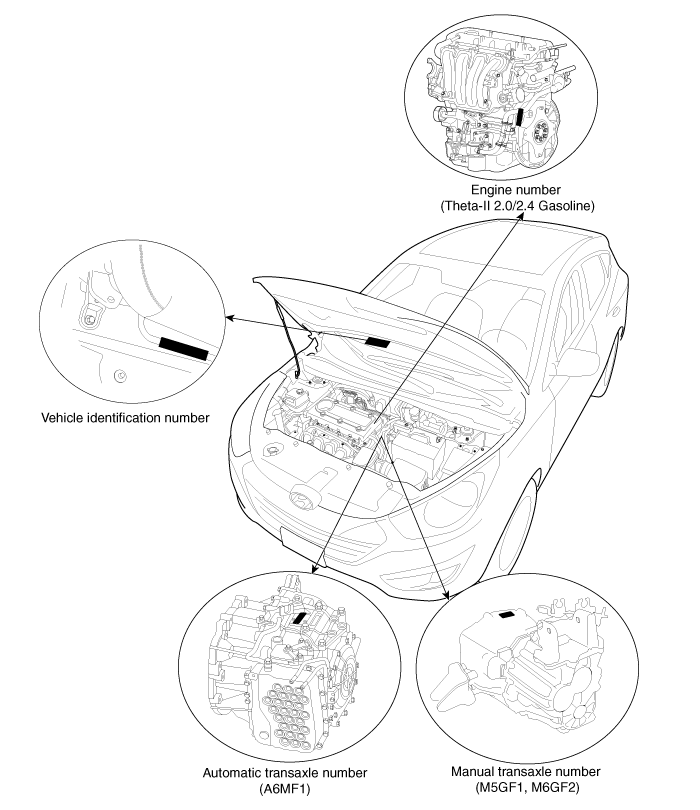 Engine number
(Theta-II 2.0/2.4 Gasoline)
Vehicle identification number
Automatic transaxle number
(A6MF1)
Manual transaxle number
(M5GF1, M6GF2)